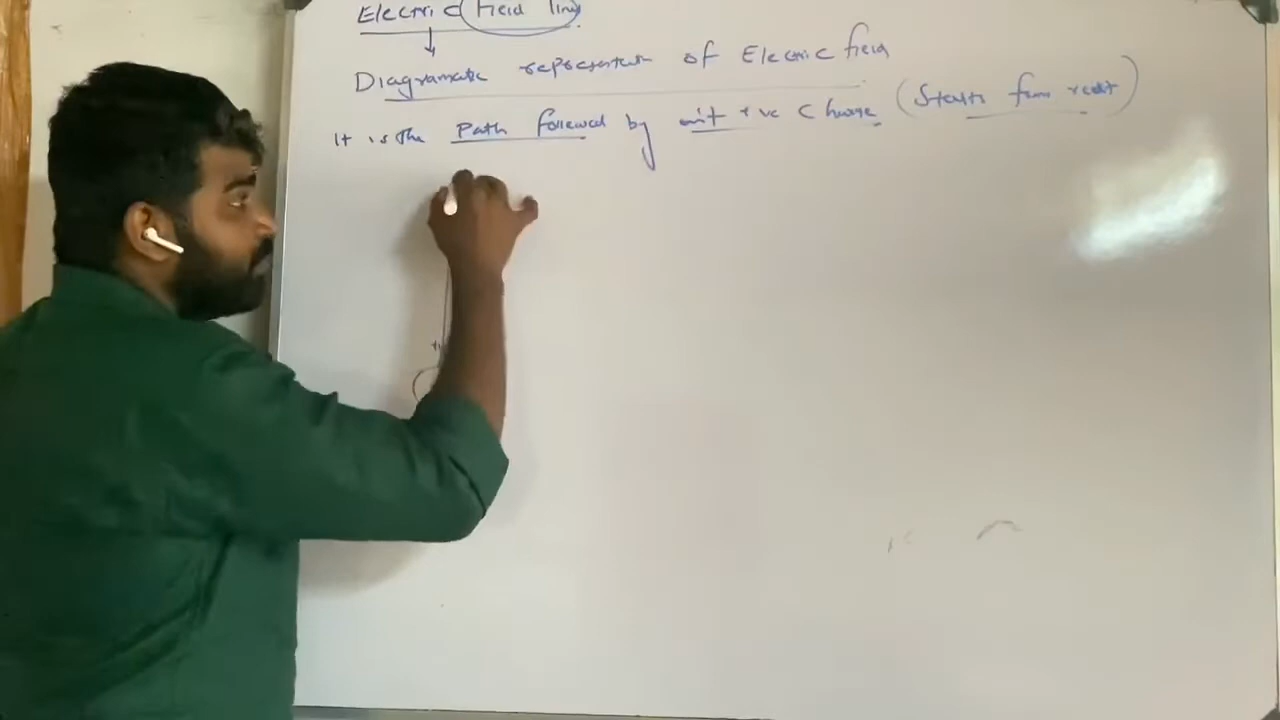 Electric field line
Diagramatic representation of Electric field
It is the Path followed by unit +ve Charge (Starts from rest)